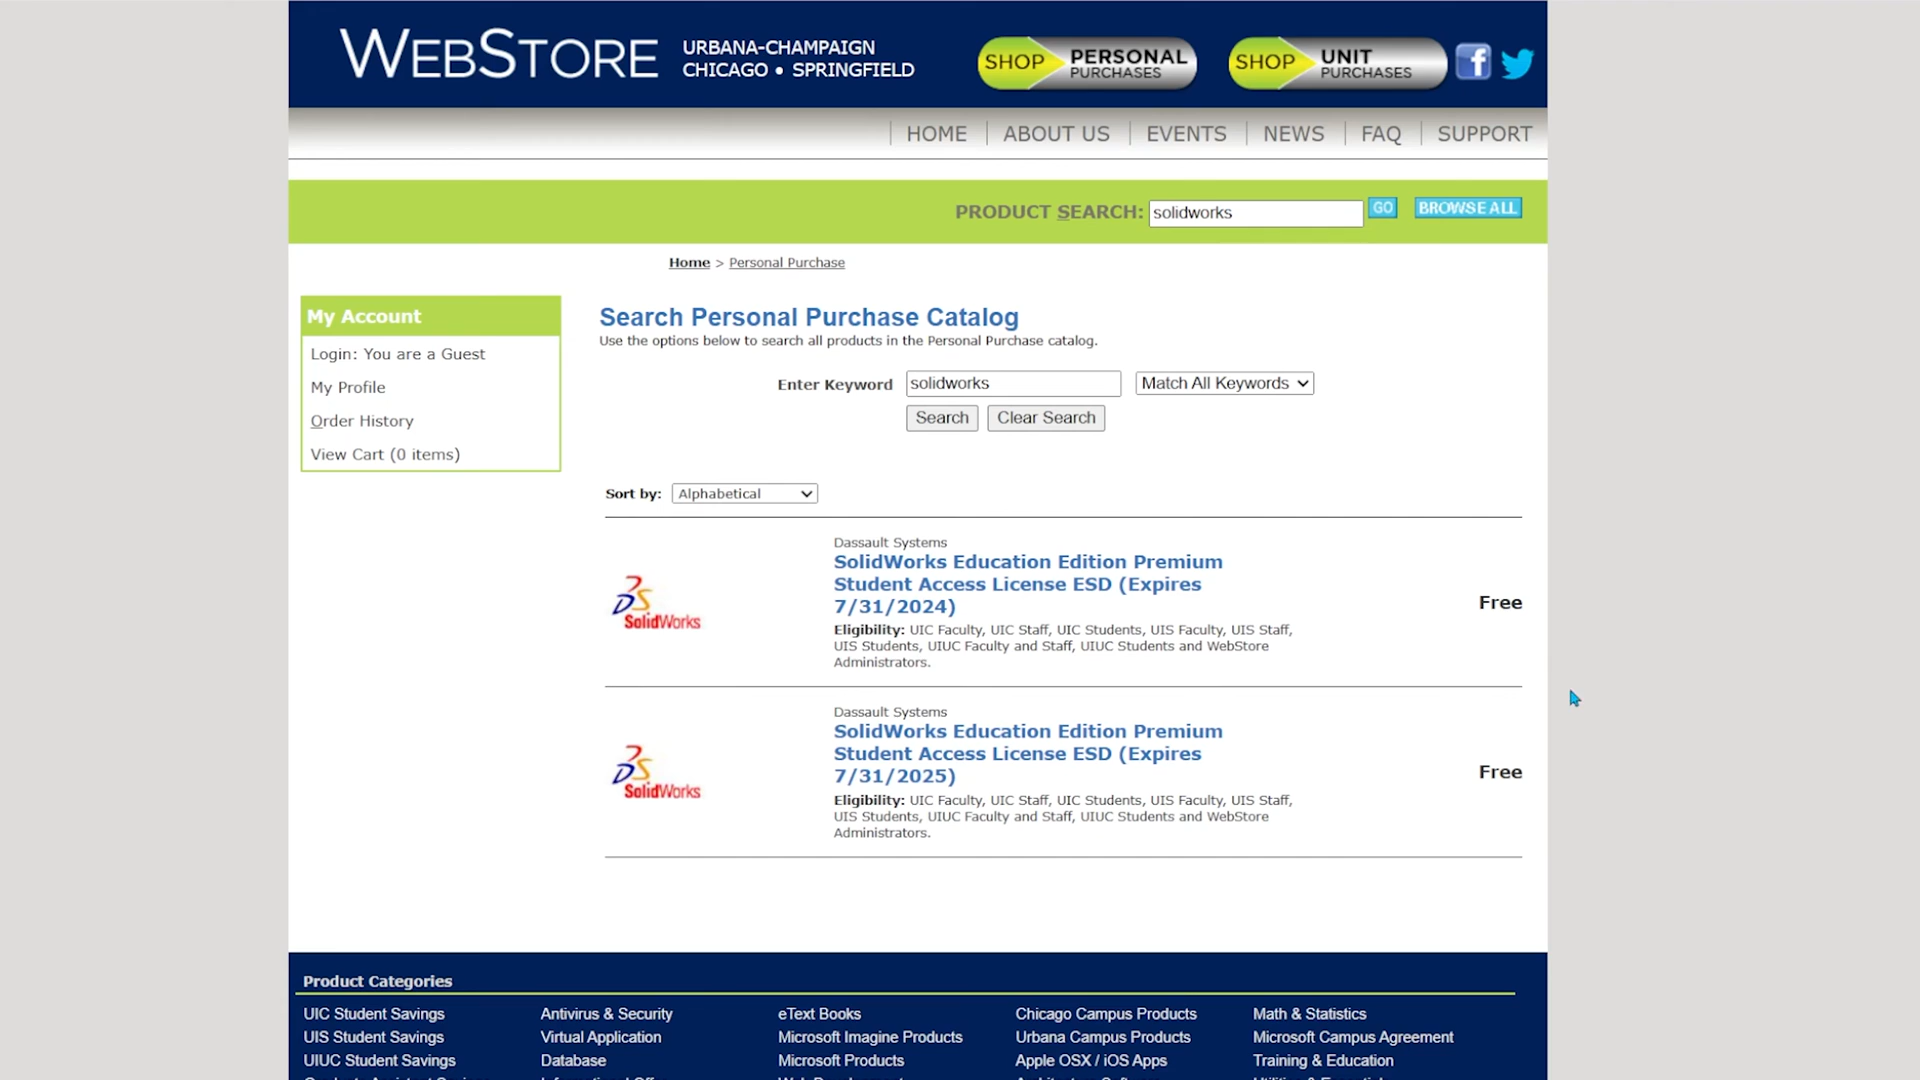 WEBSTORE
URBANA-CHAMPAIGN
CHICAGO • SPRINGFIELD
SHOP PERSONAL PURCHASES
SHOP UNIT PURCHASES
HOME ABOUT US EVENTS NEWS FAQ SUPPORT
PRODUCT SEARCH: solidworks GO BROWSE ALL
Home > Personal Purchase
My Account
Login: You are a Guest
My Profile
Order History
View Cart (0 items)
Search Personal Purchase Catalog
Use the options below to search all products in the Personal Purchase catalog.
Enter Keyword solidworks Match All Keywords
Search Clear Search
Sort by: Alphabetical
SolidWorks
Dassault Systems
SolidWorks Education Edition Premium
Student Access License ESD (Expires
7/31/2024)
Eligibility: UIC Faculty, UIC Staff, UIC Students, UIS Faculty, UIS Staff,
UIS Students, UIUC Faculty and Staff, UIUC Students and WebStore
Administrators.
Free
SolidWorks
Dassault Systems
SolidWorks Education Edition Premium
Student Access License ESD (Expires
7/31/2025)
Eligibility: UIC Faculty, UIC Staff, UIC Students, UIS Faculty, UIS Staff,
UIS Students, UIUC Faculty and Staff, UIUC Students and WebStore
Administrators.
Free
Product Categories
UIC Student Savings Antivirus & Security eText Books Chicago Campus Products Math & Statistics
UIS Student Savings Virtual Application Microsoft Imagine Products Urbana Campus Products Microsoft Campus Agreement
UIUC Student Savings Database Microsoft Products Apple OSX / iOS Apps Training & Education